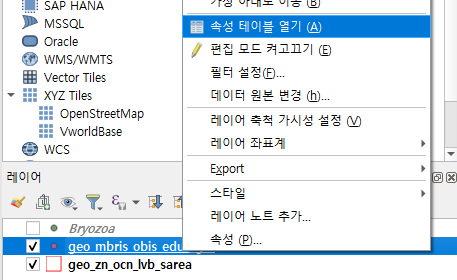 SAP HANA
MSSQL
Oracle
WMS/WMTS
Vector Tiles
XYZ Tiles
OpenStreetMap
VworldBase
WCS
레이어
Bryozoa
geo_mbris_obis_edu
geo_zn_ocn_lvb_sarea
가장 아래로 이동 (B)
속성 테이블 열기 (A)
편집 모드 켜고끄기 (E)
필터 설정(F)...
데이터 원본 변경 (h)...
레이어 축척 가시성 설정 (V)
레이어 좌표계
Export
스타일
레이어 노트 추가...
속성 (P)...